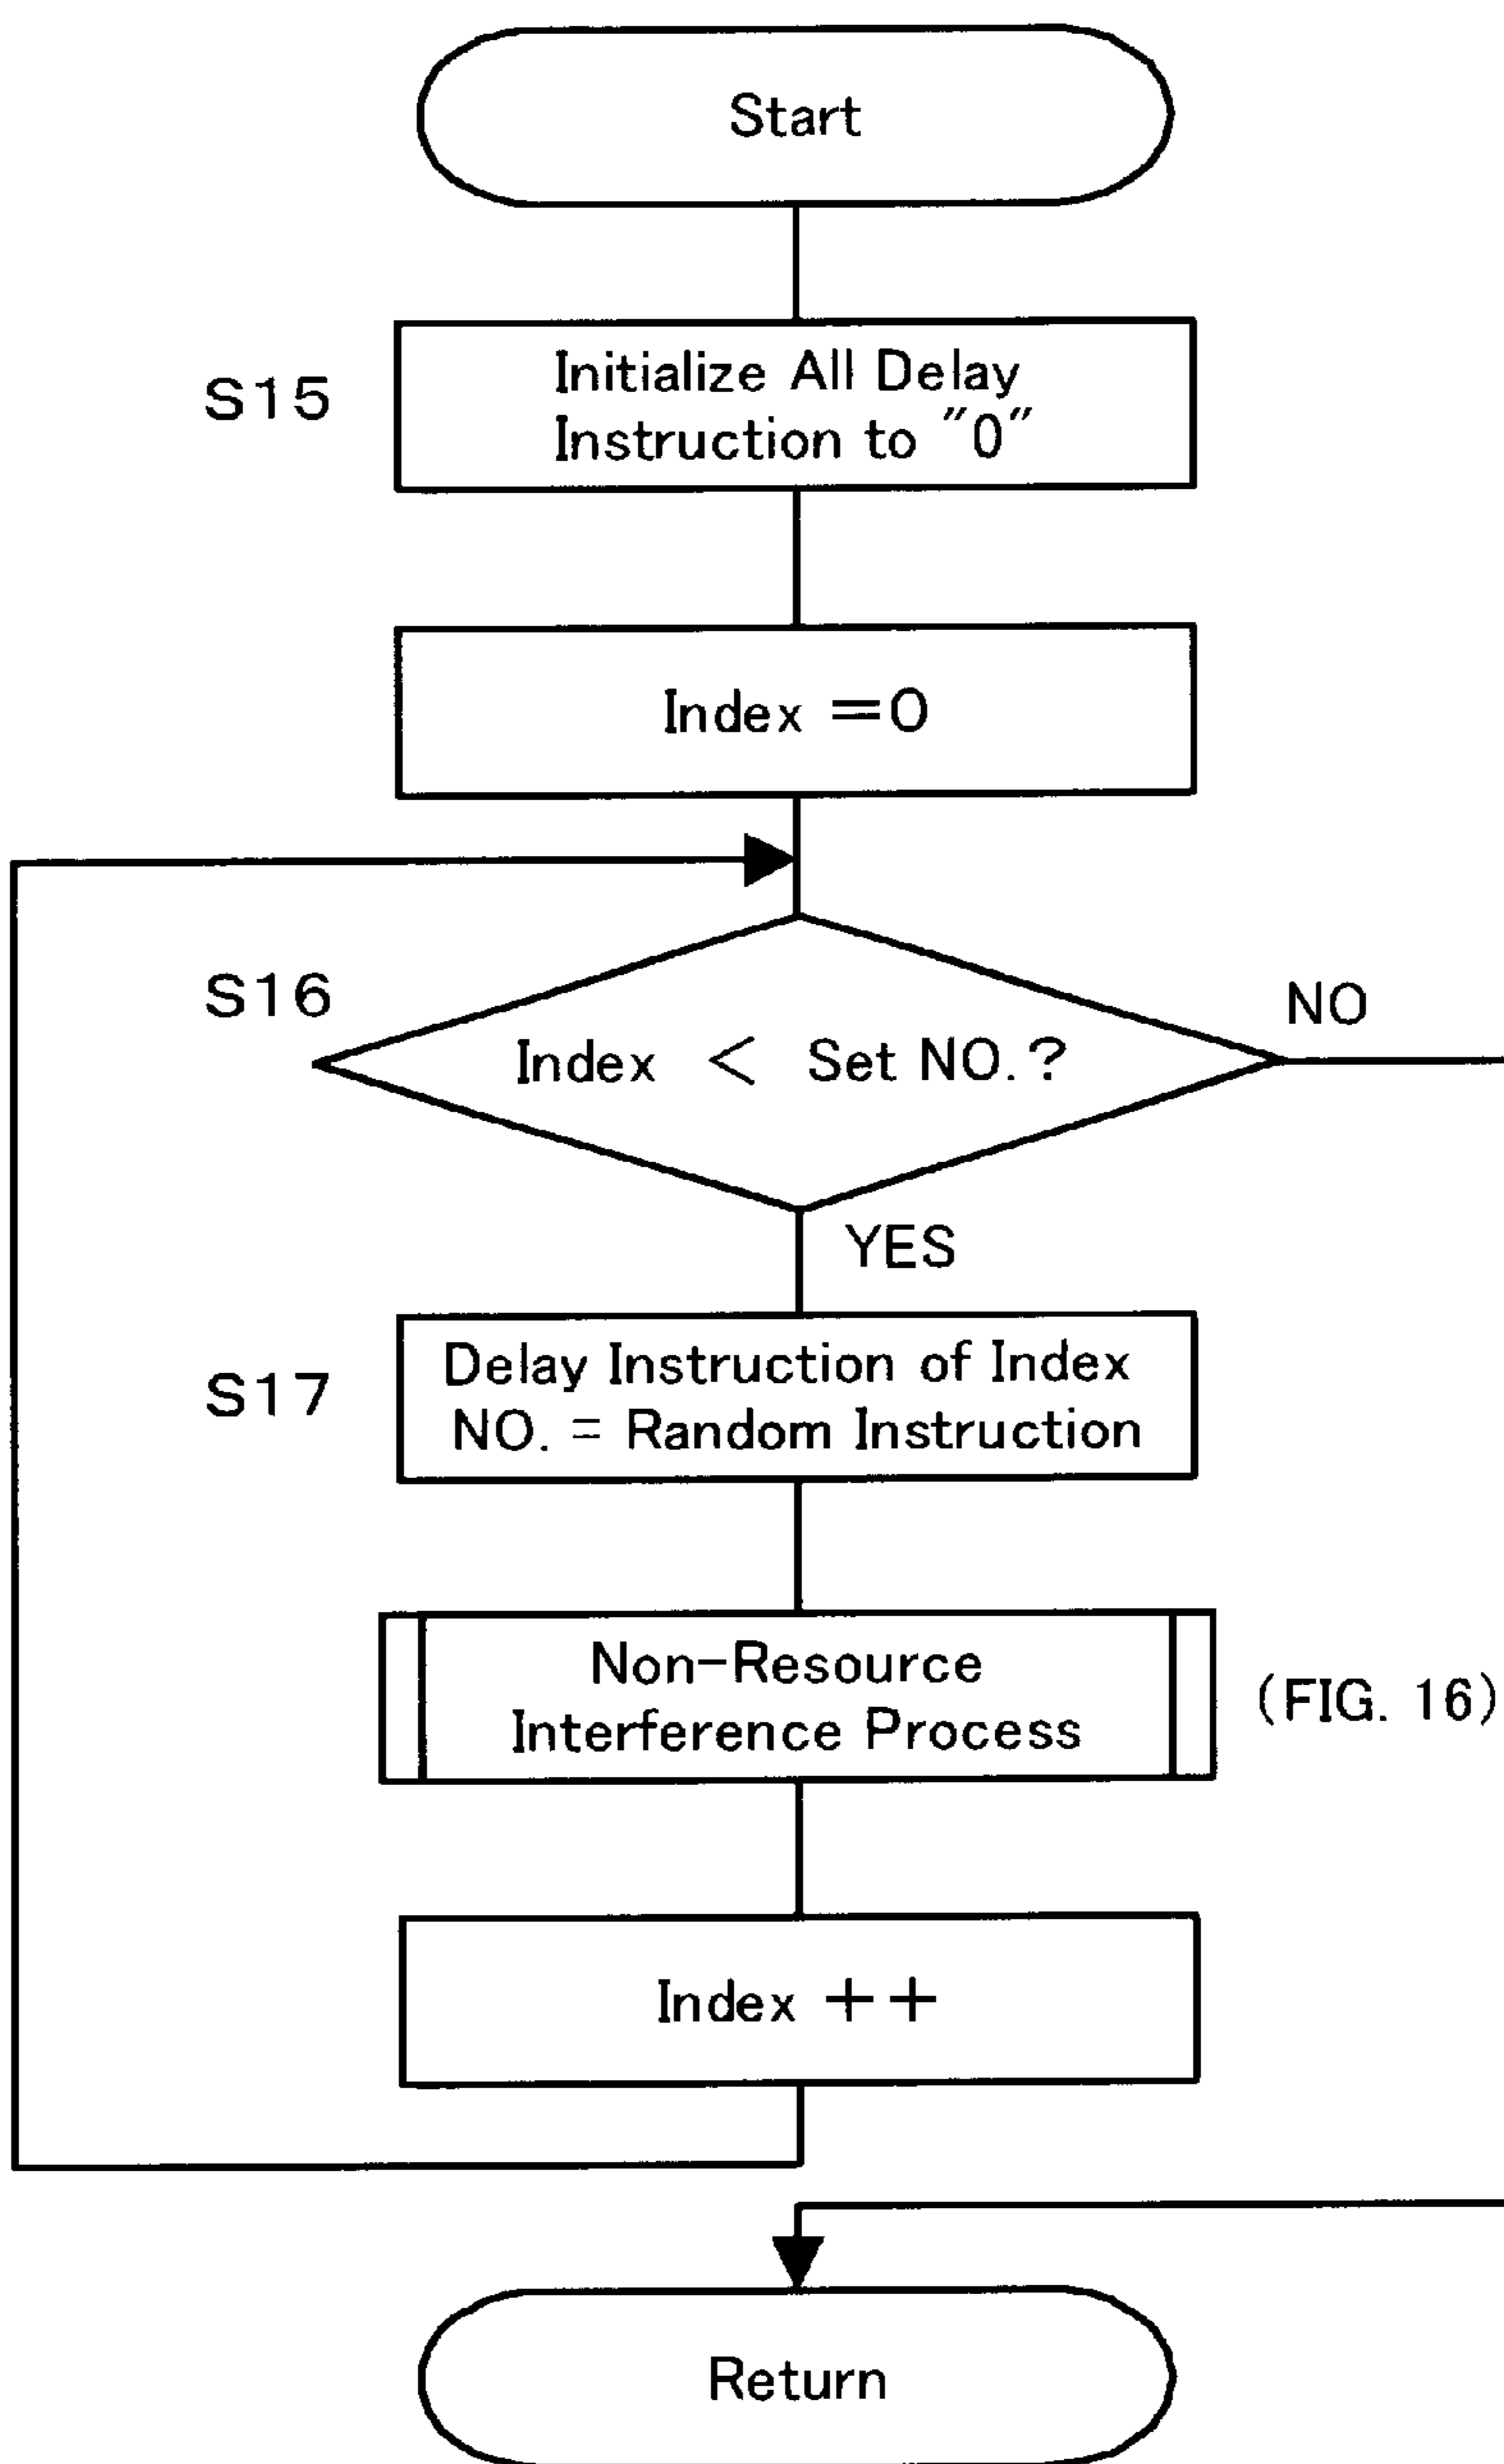 Start
S15
Initialize All Delay
Instruction to "0"
Index =0
S16
Index < Set NO.?
NO
YES
S17
Delay Instruction of Index
NO. = Random Instruction
Non-Resource
Interference Process
(FIG. 16)
Index ++
Return